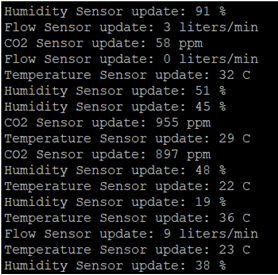 Humidity Sensor update: 91 %
Flow Sensor update: 3 liters/min
CO2 Sensor update: 58 ppm
Flow Sensor update: 0 liters/min
Temperature Sensor update: 32 C
Humidity Sensor update: 51 %
Humidity Sensor update: 45 %
CO2 Sensor update: 955 ppm
Temperature Sensor update: 29 C
CO2 Sensor update: 897 ppm
Humidity Sensor update: 48 %
Temperature Sensor update: 22 C
Humidity Sensor update: 19 %
Temperature Sensor update: 36 C
Flow Sensor update: 9 liters/min
Temperature Sensor update: 23 C
Humidity Sensor update: 38 %